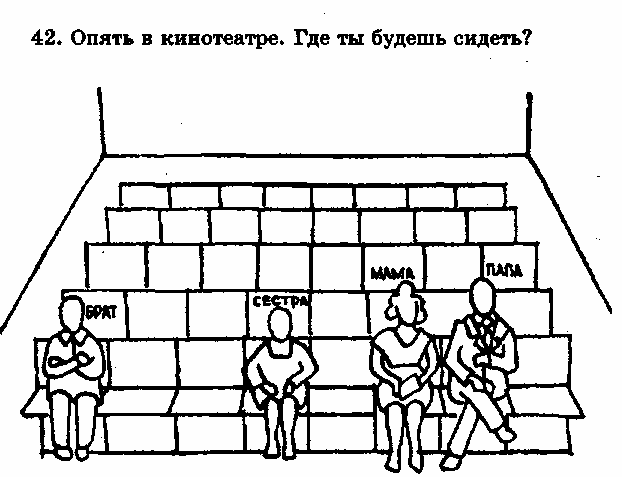 42. Опять в кинотеатре. Где ты будешь сидеть?
МАМА
ПАПА
БРАТ
СЕСТРА